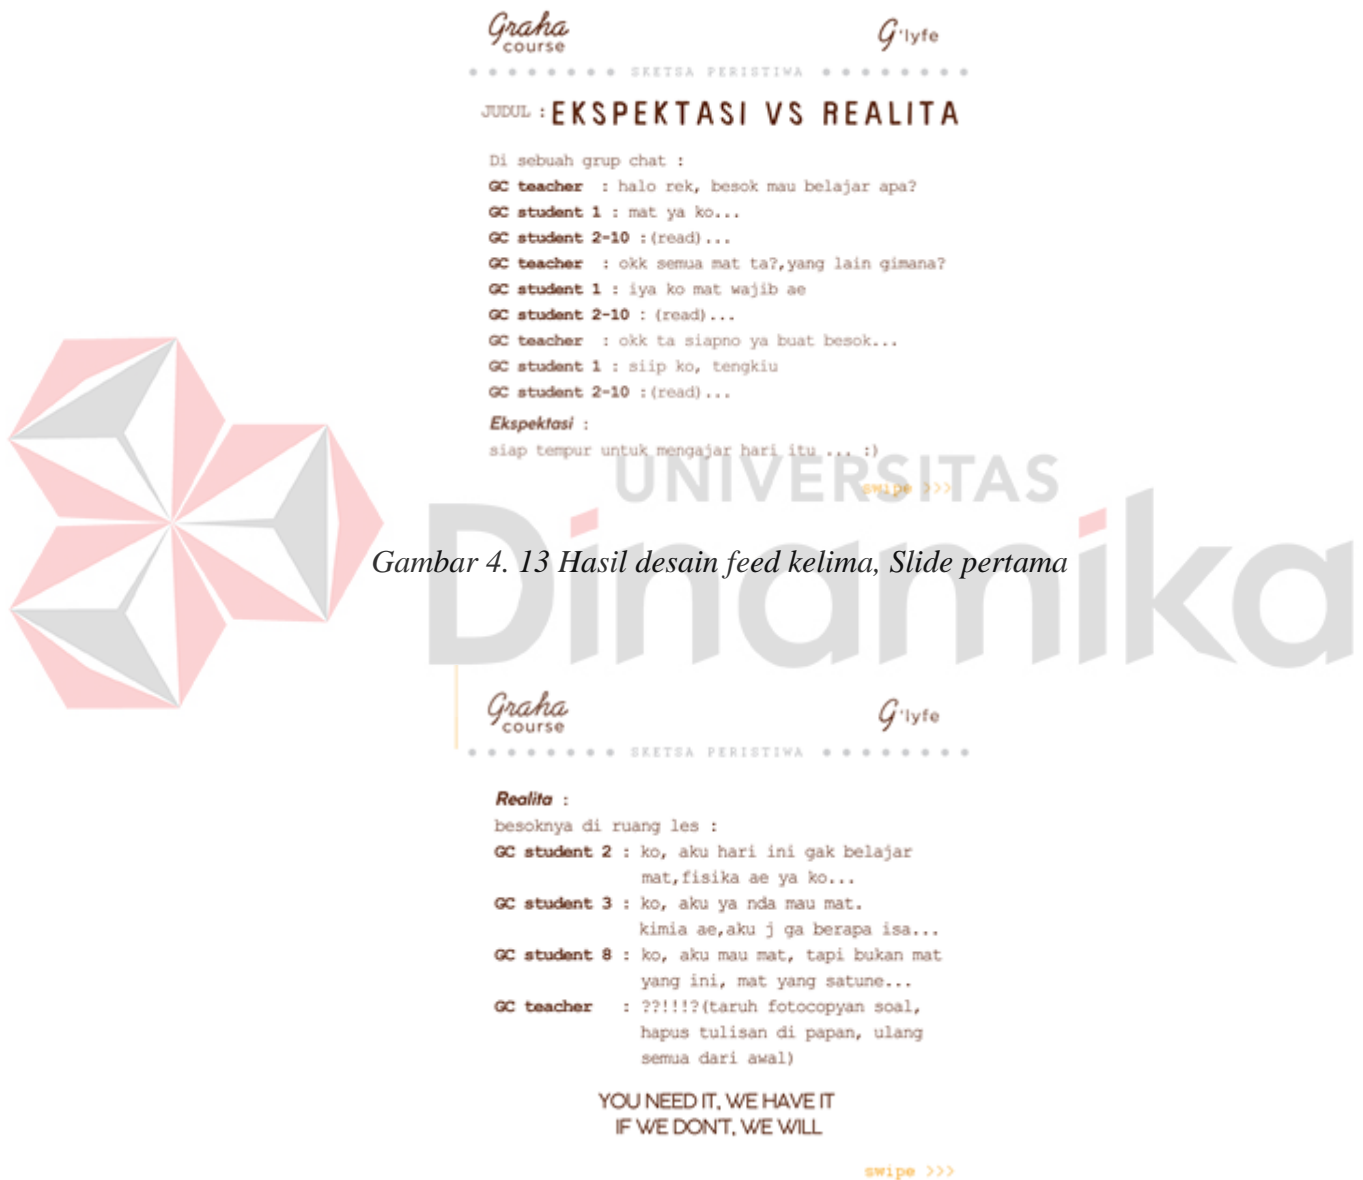 Graha course G'lyfe
SKETSA PERISTIWA
JUDUL : EKSPEKTASI VS REALITA
Di sebuah grup chat :
GC teacher : halo rek, besok mau belajar apa?
GC student 1 : mat ya ko...
GC student 2-10 :(read)...
GC teacher : okk semua mat ta?,yang lain gimana?
GC student 1 : iya ko mat wajib ae
GC student 2-10 : (read)...
GC teacher : okk ta siapno ya buat besok...
GC student 1 : siip ko, tengkiu
GC student 2-10 :(read)...
Ekspektasi :
siap tempur untuk mengajar hari itu ... :)
UNIVERSITAS
swipe >>>
Dinamika
Gambar 4. 13 Hasil desain feed kelima, Slide pertama
Graha course G'lyfe
SKETSA PERISTIWA
Realita :
besoknya di ruang les :
GC student 2 : ko, aku hari ini gak belajar
mat,fisika ae ya ko...
GC student 3 : ko, aku ya nda mau mat.
kimia ae,aku j ga berapa isa...
GC student 8 : ko, aku mau mat, tapi bukan mat
yang ini, mat yang satune...
GC teacher : ??!!!?(taruh fotocopyan soal,
hapus tulisan di papan, ulang
semua dari awal)
YOU NEED IT, WE HAVE IT
IF WE DON'T, WE WILL
swipe >>>